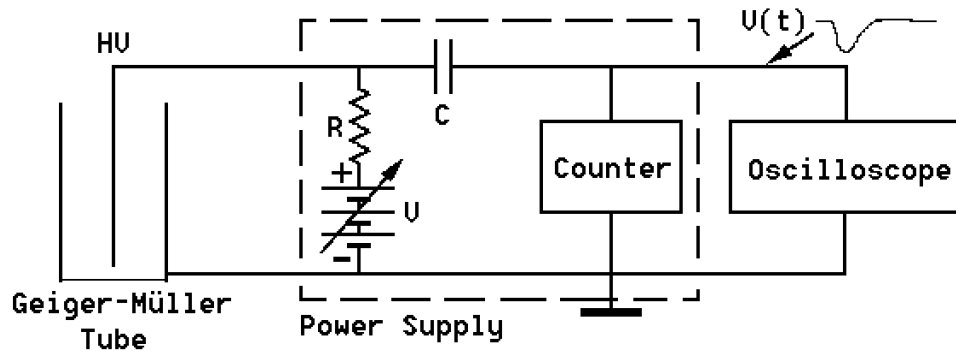 V(t)
HV
C
R
+
V
-
Counter
Oscilloscope
Geiger-Müller
Tube
Power Supply